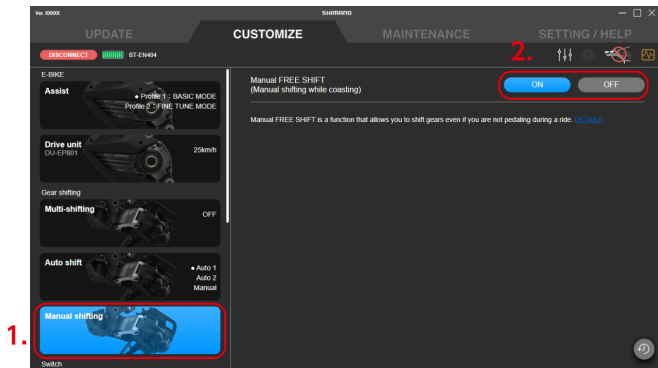 Ver. XXXXX
SHIMANO
UPDATE
CUSTOMIZE
MAINTENANCE
SETTING / HELP
DISCONNECT
BT-EN404
2.
E-BIKE
Assist
● Profile 1 : BASIC MODE
Profile 2 : FINE TUNE MODE
Drive unit
DU-EP801
25km/h
Gear shifting
Multi-shifting
OFF
Auto shift
● Auto 1
Auto 2
Manual
1.
Manual shifting
Switch
Manual FREE SHIFT
(Manual shifting while coasting)
ON
OFF
Manual FREE SHIFT is a function that allows you to shift gears even if you are not pedaling during a ride. DETAILS